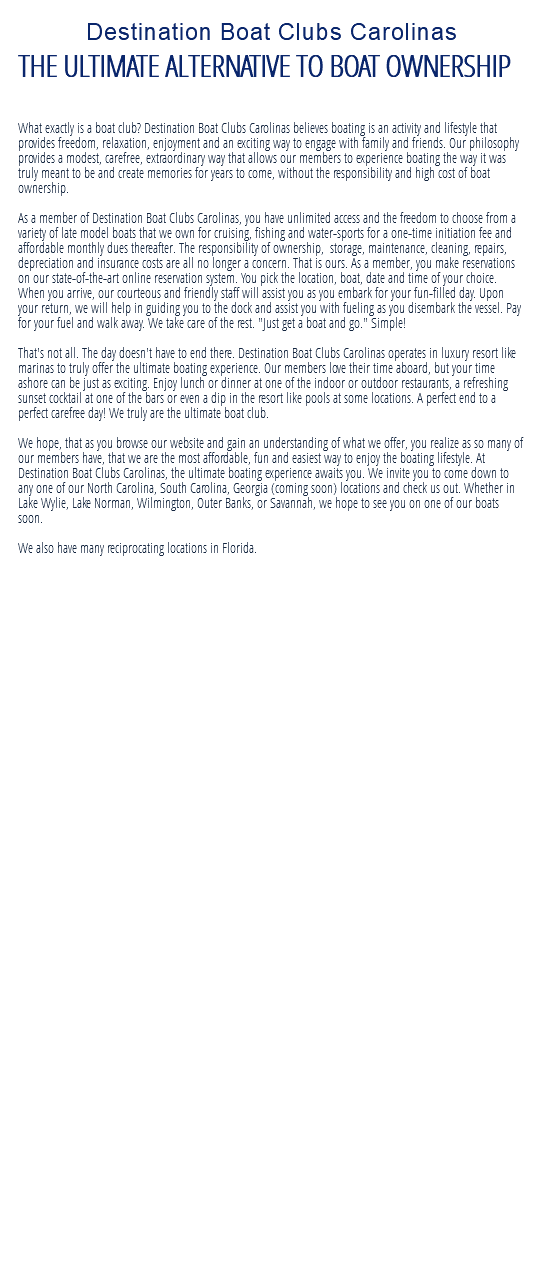 Destination Boat Clubs Carolinas
THE ULTIMATE ALTERNATIVE TO BOAT OWNERSHIP
What exactly is a boat club? Destination Boat Clubs Carolinas believes boating is an activity and lifestyle that
provides freedom, relaxation, enjoyment and an exciting way to engage with family and friends. Our philosophy
provides a modest, carefree, extraordinary way that allows our members to experience boating the way it was
truly meant to be and create memories for years to come, without the responsibility and high cost of boat
ownership.
As a member of Destination Boat Clubs Carolinas, you have unlimited access and the freedom to choose from a
variety of late model boats that we own for cruising, fishing and water-sports for a one-time initiation fee and
affordable monthly dues thereafter. The responsibility of ownership,  storage, maintenance, cleaning, repairs,
depreciation and insurance costs are all no longer a concern. That is ours. As a member, you make reservations
on our state-of-the-art online reservation system. You pick the location, boat, date and time of your choice.
When you arrive, our courteous and friendly staff will assist you as you embark for your fun-filled day. Upon
your return, we will help in guiding you to the dock and assist you with fueling as you disembark the vessel. Pay
for your fuel and walk away. We take care of the rest. "Just get a boat and go." Simple!
That's not all. The day doesn't have to end there. Destination Boat Clubs Carolinas operates in luxury resort like
marinas to truly offer the ultimate boating experience. Our members love their time aboard, but your time
ashore can be just as exciting. Enjoy lunch or dinner at one of the indoor or outdoor restaurants, a refreshing
sunset cocktail at one of the bars or even a dip in the resort like pools at some locations. A perfect end to a
perfect carefree day! We truly are the ultimate boat club.
We hope, that as you browse our website and gain an understanding of what we offer, you realize as so many of
our members have, that we are the most affordable, fun and easiest way to enjoy the boating lifestyle. At
Destination Boat Clubs Carolinas, the ultimate boating experience awaits you. We invite you to come down to
any one of our North Carolina, South Carolina, Georgia (coming soon) locations and check us out. Whether in
Lake Wylie, Lake Norman, Wilmington, Outer Banks, or Savannah, we hope to see you on one of our boats
soon.
We also have many reciprocating locations in Florida.